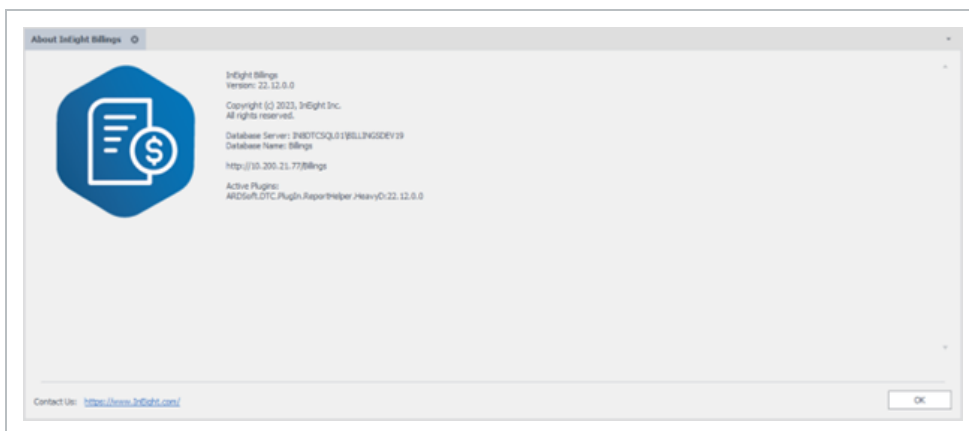 About InEight Billings
InEight Billings
Version: 22.12.0.0
Copyright (c) 2023, InEight Inc.
All rights reserved.
Database Server: IN8DTCSQL01\BILLINGSDEV19
Database Name: Billings
http://10.200.21.77/Billings
Active Plugins:
ARDSoft.DTC.PlugIn.ReportHelper.HeavyD:22.12.0.0
Contact Us: https://www.InEight.com/
OK